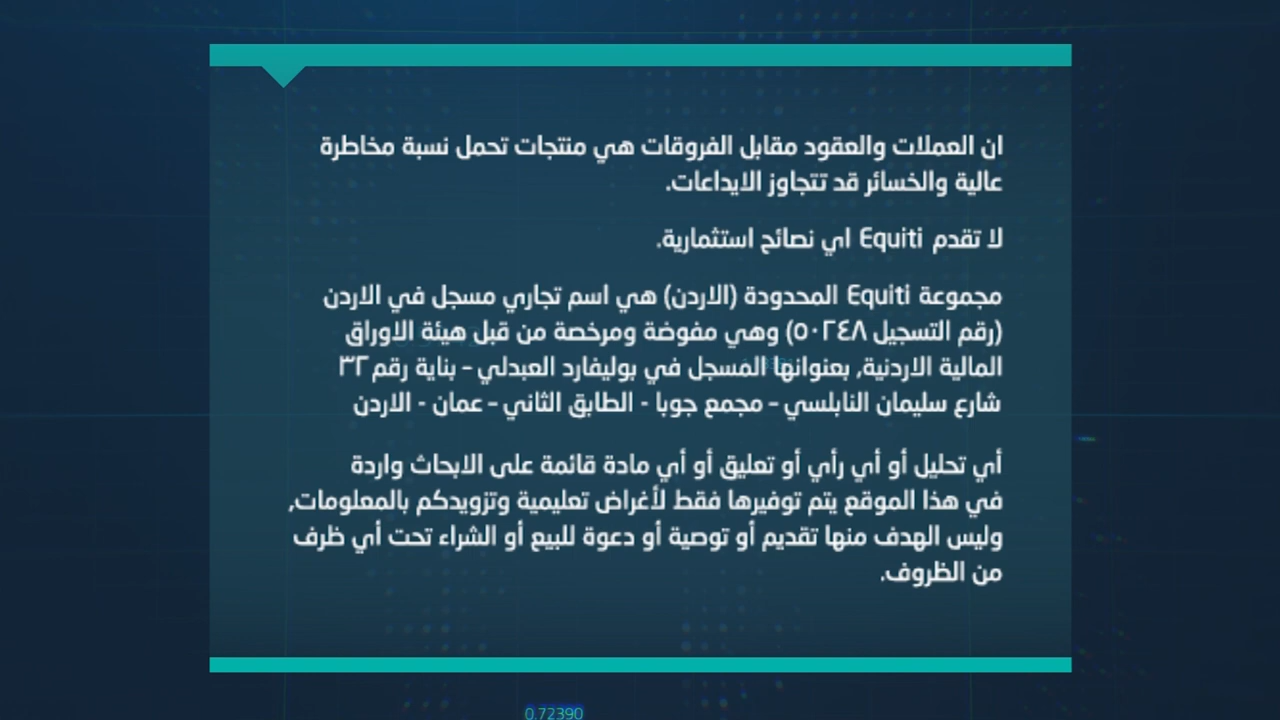 ان العملات والعقود مقابل الفروقات هي منتجات تحمل نسبة مخاطرة
عالية والخسائر قد تتجاوز الايداعات.
لا تقدم Equiti اي نصائح استثمارية.
مجموعة Equiti المحدودة (الاردن) هي اسم تجاري مسجل في الاردن
(رقم التسجيل ٥٠٢٤٨) وهي مفوضة ومرخصة من قبل هيئة الاوراق
المالية الاردنية, بعنوانها المسجل في بوليفارد العبدلي – بناية رقم ٣٢
شارع سليمان النابلسي – مجمع جوبا - الطابق الثاني – عمان - الاردن
أي تحليل أو أي رأي أو تعليق أو أي مادة قائمة على الابحاث واردة
في هذا الموقع يتم توفيرها فقط لأغراض تعليمية وتزويدكم بالمعلومات,
وليس الهدف منها تقديم أو توصية أو دعوة للبيع أو الشراء تحت أي ظرف
من الظروف.
0.72390